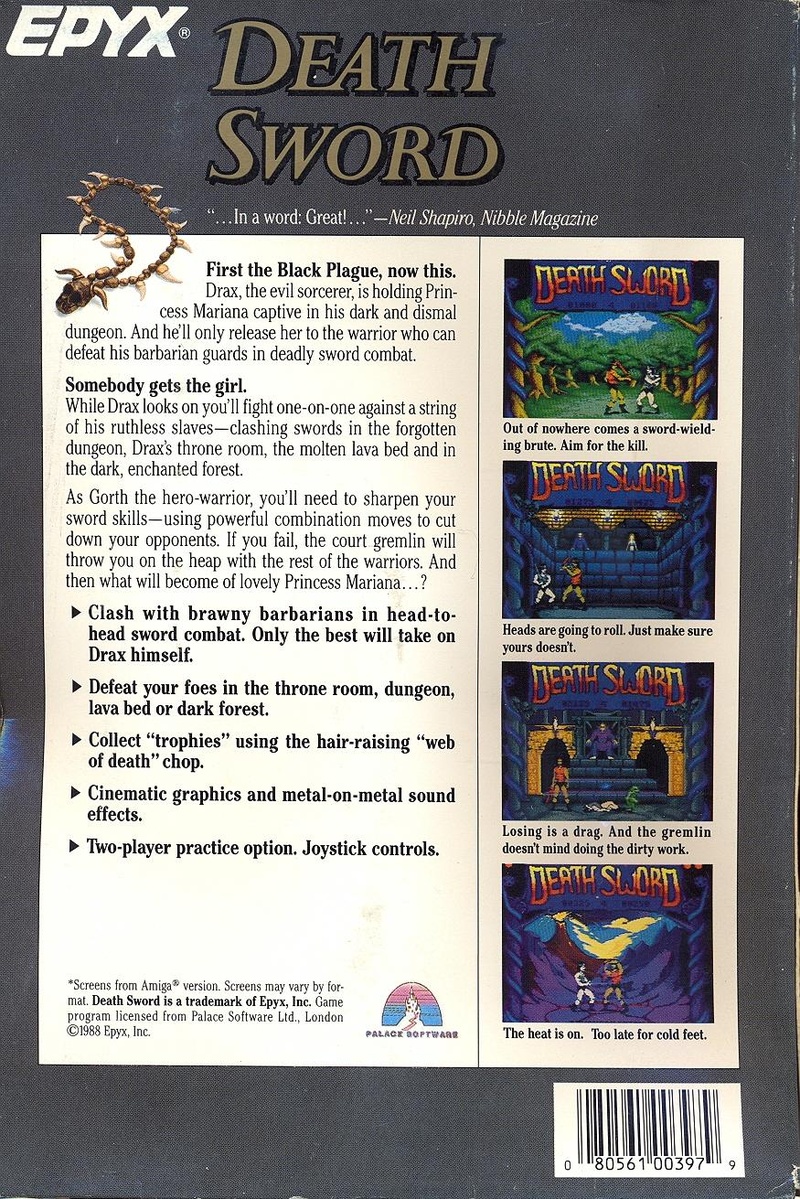 EPYX®
DEATH
SWORD
“...In a word: Great!...”—Neil Shapiro, Nibble Magazine
First the Black Plague, now this.
Drax, the evil sorcerer, is holding Prin-
cess Mariana captive in his dark and dismal
dungeon. And he'll only release her to the warrior who can
defeat his barbarian guards in deadly sword combat.
Somebody gets the girl.
While Drax looks on you'll fight one-on-one against a string
of his ruthless slaves—clashing swords in the forgotten
dungeon, Drax's throne room, the molten lava bed and in
the dark, enchanted forest.
As Gorth the hero-warrior, you'll need to sharpen your
sword skills—using powerful combination moves to cut
down your opponents. If you fail, the court gremlin will
throw you on the heap with the rest of the warriors. And
then what will become of lovely Princess Mariana...?
▶ Clash with brawny barbarians in head-to-
head sword combat. Only the best will take on
Drax himself.
▶ Defeat your foes in the throne room, dungeon,
lava bed or dark forest.
▶ Collect “trophies” using the hair-raising “web
of death” chop.
▶ Cinematic graphics and metal-on-metal sound
effects.
▶ Two-player practice option. Joystick controls.
*Screens from Amiga® version. Screens may vary by for-
mat. Death Sword is a trademark of Epyx, Inc. Game
program licensed from Palace Software Ltd., London
©1988 Epyx, Inc.
PALACE SOFTWARE
DEATH SWORD
Out of nowhere comes a sword-wield-
ing brute. Aim for the kill.
DEATH SWORD
Heads are going to roll. Just make sure
yours doesn't.
DEATH SWORD
Losing is a drag. And the gremlin
doesn't mind doing the dirty work.
DEATH SWORD
The heat is on. Too late for cold feet.
0 80561 00397 9